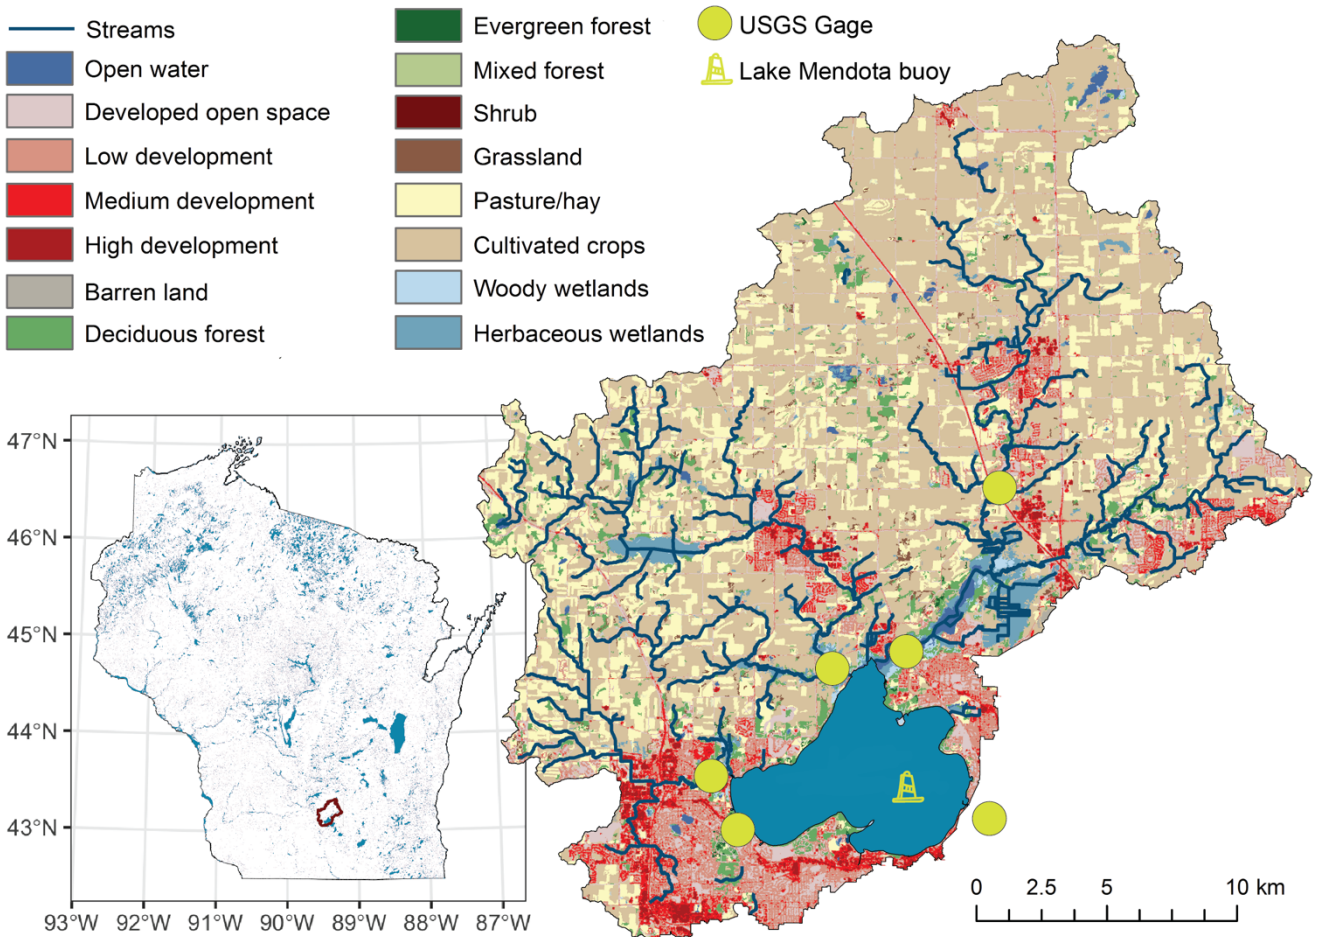 Streams
Open water
Developed open space
Low development
Medium development
High development
Barren land
Deciduous forest
Evergreen forest
Mixed forest
Shrub
Grassland
Pasture/hay
Cultivated crops
Woody wetlands
Herbaceous wetlands
USGS Gage
Lake Mendota buoy
47°N
46°N
45°N
44°N
43°N
93°W 92°W 91°W 90°W 89°W 88°W 87°W
0 2.5 5 10 km